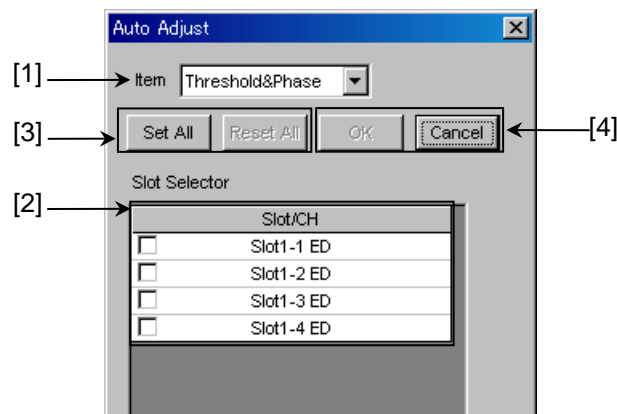 Auto Adjust
[1] Item Threshold&Phase
[3] Set All Reset All OK Cancel [4]
Slot Selector
[2]
Slot/CH
Slot1-1 ED
Slot1-2 ED
Slot1-3 ED
Slot1-4 ED